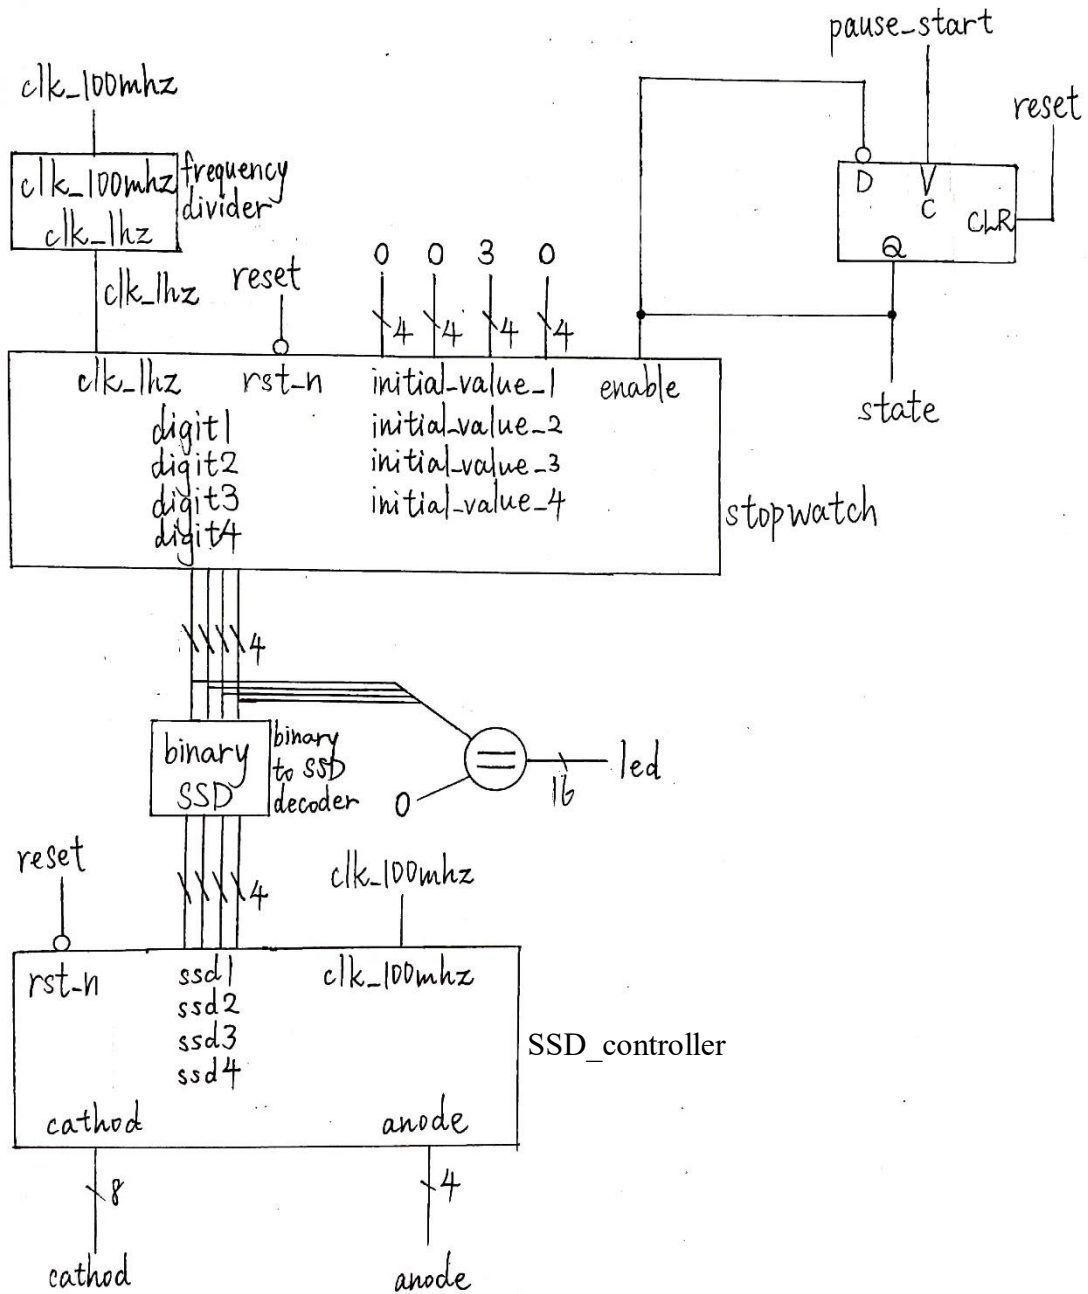 pause_start
clk_100mhz
reset
clk_100mhz
clk_1hz
frequency
divider
D
C
CLR
Q
clk_1hz
reset
0 0 3 0
4 4 4 4
clk_1hz rst_n initial_value_1 enable
digit1 initial_value_2
digit2 initial_value_3
digit3 initial_value_4
digit4
state
stopwatch
4
binary
SSD
binary
to SSD
decoder
=
0
16
led
reset
4
clk_100mhz
rst_n ssd1 clk_100mhz
ssd2
ssd3
ssd4
SSD_controller
cathod anode
8 4
cathod anode